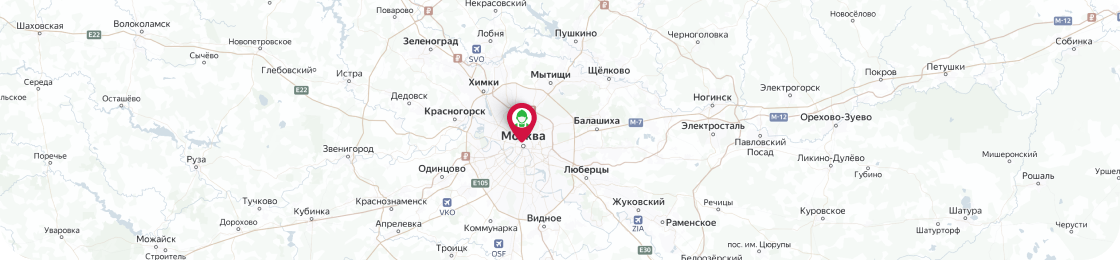 Некрасовский
Поварово
Новосёлово
Шаховская
Волоколамск
E22
Лобня
Пушкино
Черноголовка
M-12
Собинка
Новопетровское
Зеленоград
SVO
Сычёво
Глебовский
Истра
Химки
Мытищи
Щёлково
Покров
Петушки
Середа
E22
льское
Осташёво
Дедовск
Красногорск
Ногинск
Электрогорск
Балашиха
M-7
Электросталь
M-12
Орехово-Зуево
Москва
Павловский
Посад
Поречье
Руза
Звенигород
Одинцово
Люберцы
Ликино-Дулёво
Губино
Мишеронский
Рошаль
E105
Тучково
Кубинка
Краснознаменск
VKO
Жуковский
Речицы
Куровское
Шатура
Дорохово
Апрелевка
Коммунарка
Видное
ZIA
Раменское
Шатурторф
Черусти
Уваровка
Можайск
Строитель
Троицк
OSF
E30
пос. им. Цюрупы
Белоозёрский